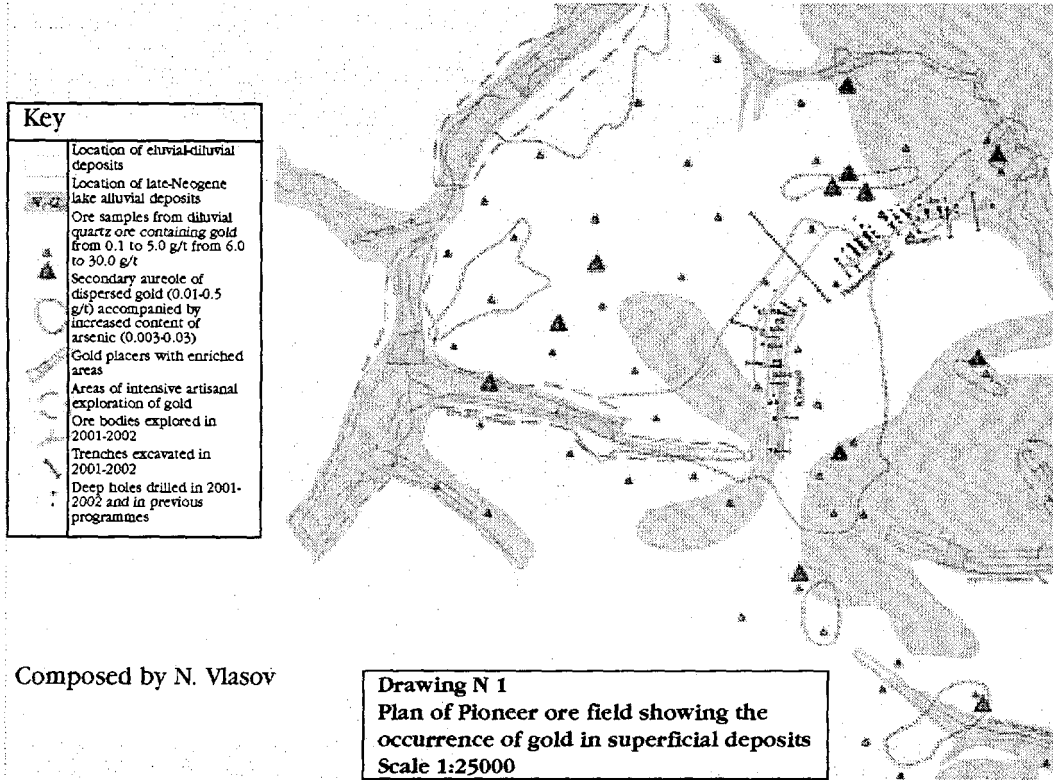 Key
Location of eluvial-diluvial
deposits
Location of late-Neogene
lake alluvial deposits
Ore samples from diluvial
quartz ore containing gold
from 0.1 to 5.0 g/t from 6.0
to 30.0 g/t
Secondary aureole of
dispersed gold (0.01-0.5
g/t) accompanied by
increased content of
arsenic (0.003-0.03)
Gold placers with enriched
areas
Areas of intensive artisanal
exploration of gold
Ore bodies explored in
2001-2002
Trenches excavated in
2001-2002
Deep holes drilled in 2001-
2002 and in previous
programmes
Composed by N. Vlasov
Drawing N 1
Plan of Pioneer ore field showing the
occurrence of gold in superficial deposits
Scale 1:25000